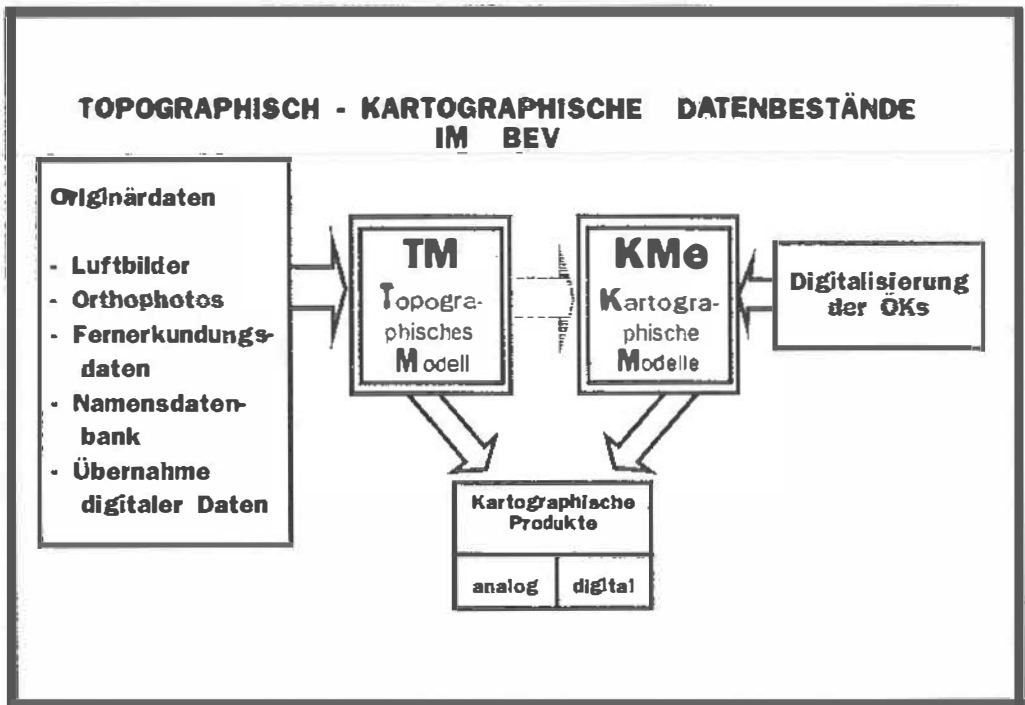 TOPOGRAPHISCH - KARTOGRAPHISCHE DATENBESTÄNDE
IM BEV
Originärdaten
- Luftbilder
- Orthophotos
- Fernerkundungs-
daten
- Namensdaten-
bank
- Übernahme
digitaler Daten
TM
Topogra-
phisches
Modell
KMe
Kartogra-
phische
Modelle
Digitalisierung
der ÖKs
Kartographische
Produkte
analog
digital